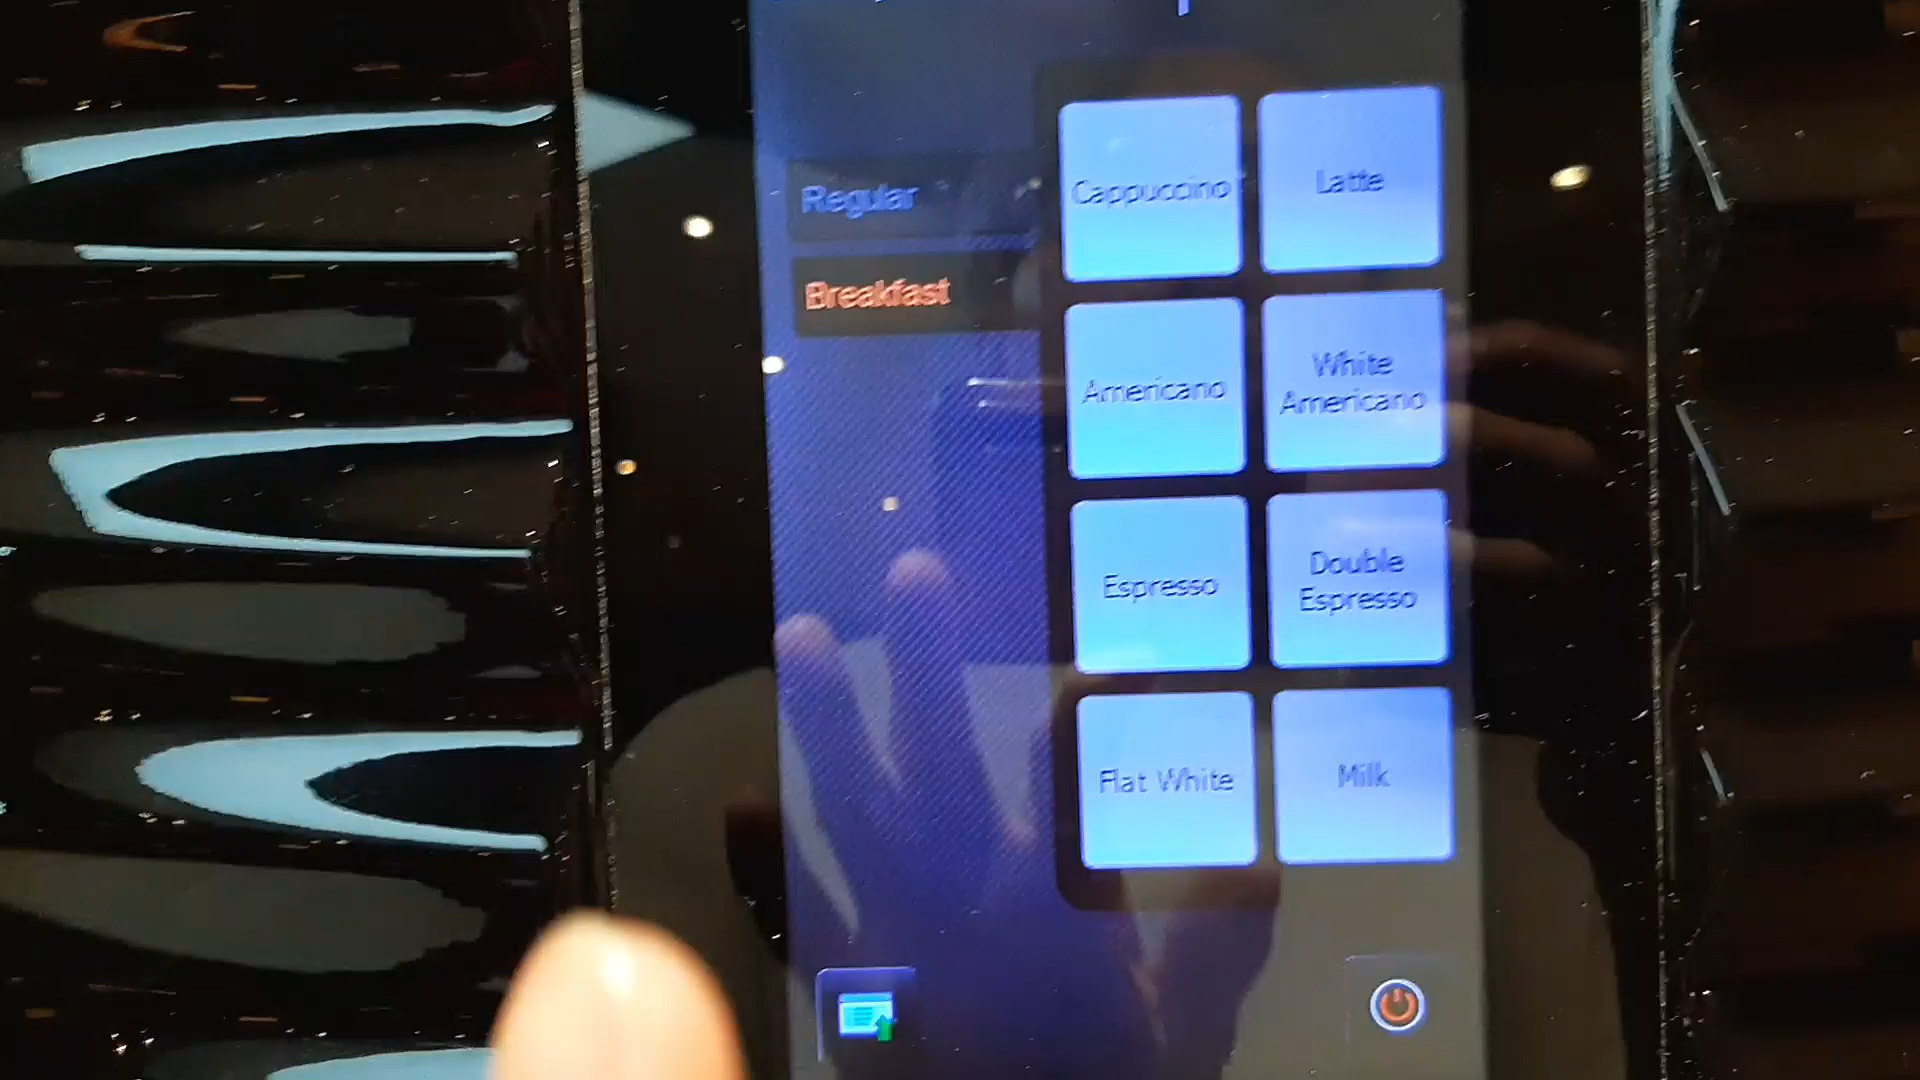 Regular
Breakfast
Cappuccino
Latte
Americano
White
Americano
Espresso
Double
Espresso
Flat White
Milk